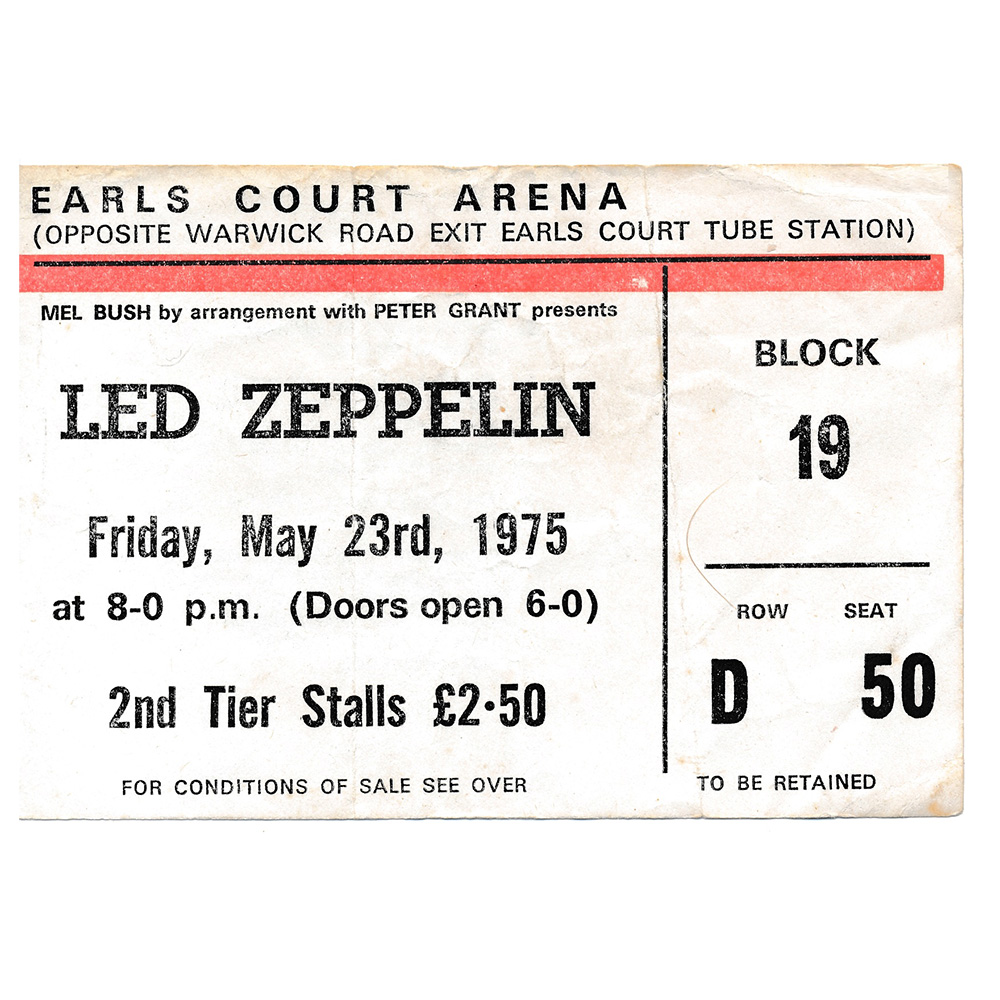 EARLS COURT ARENA
(OPPOSITE WARWICK ROAD EXIT EARLS COURT TUBE STATION)
MEL BUSH by arrangement with PETER GRANT presents
LED ZEPPELIN
Friday, May 23rd, 1975
at 8-0 p.m. (Doors open 6-0)
2nd Tier Stalls £2·50
FOR CONDITIONS OF SALE SEE OVER
BLOCK
19
ROW SEAT
D 50
TO BE RETAINED